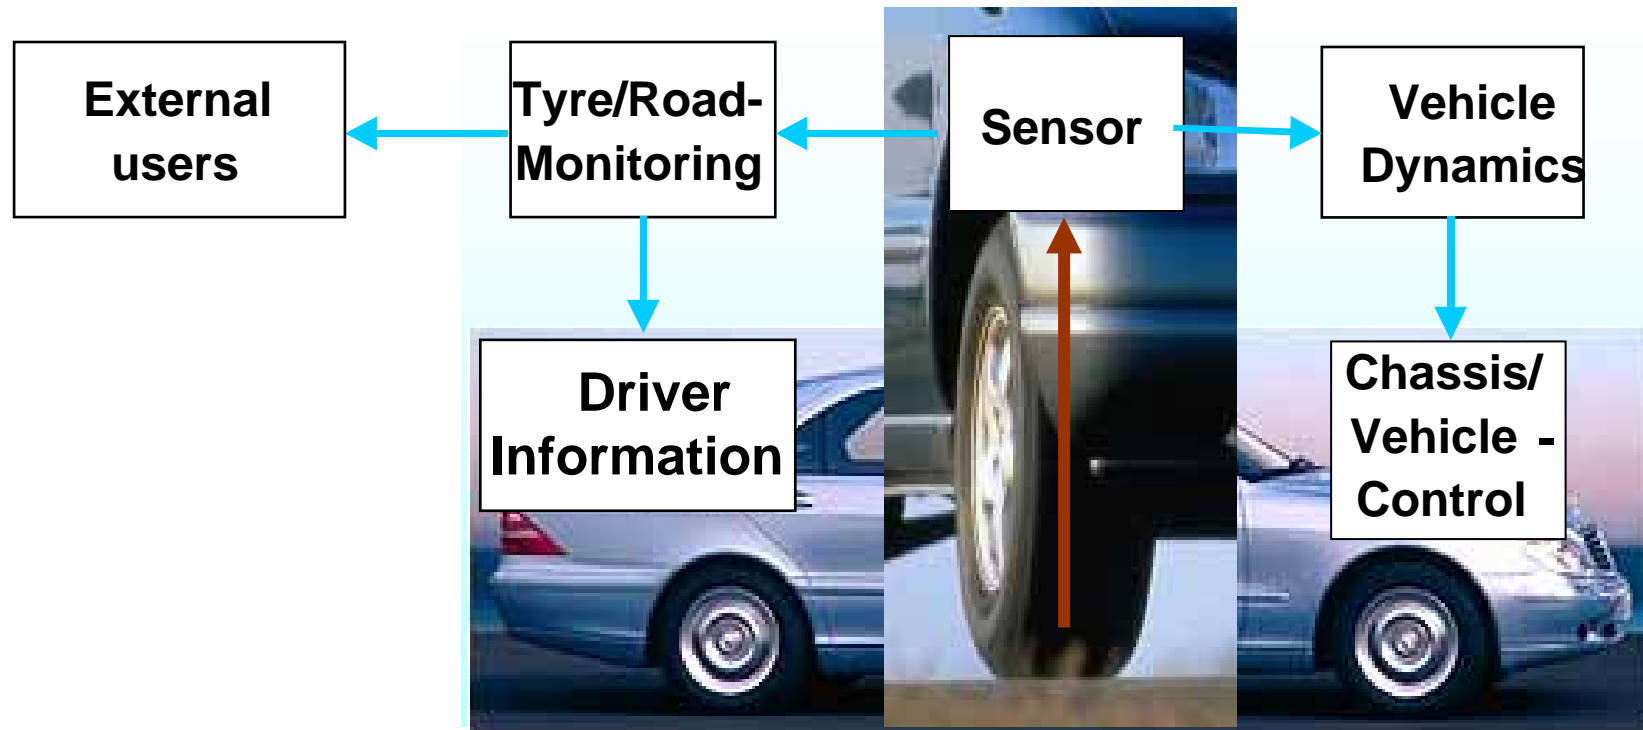 External
users
Tyre/Road-
Monitoring
Sensor
Vehicle
Dynamics
Driver
Information
Chassis/
Vehicle -
Control